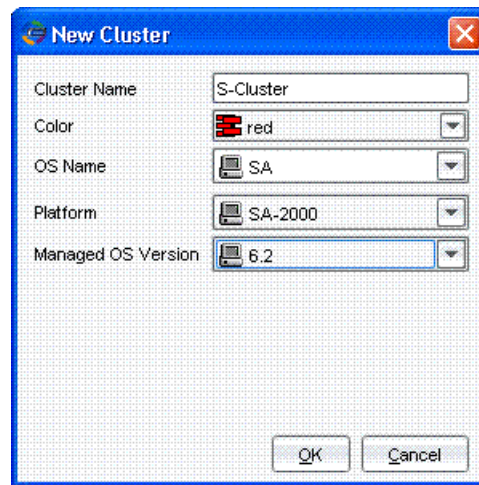 New Cluster
Cluster Name S-Cluster
Color red
OS Name SA
Platform SA-2000
Managed OS Version 6.2
OK Cancel